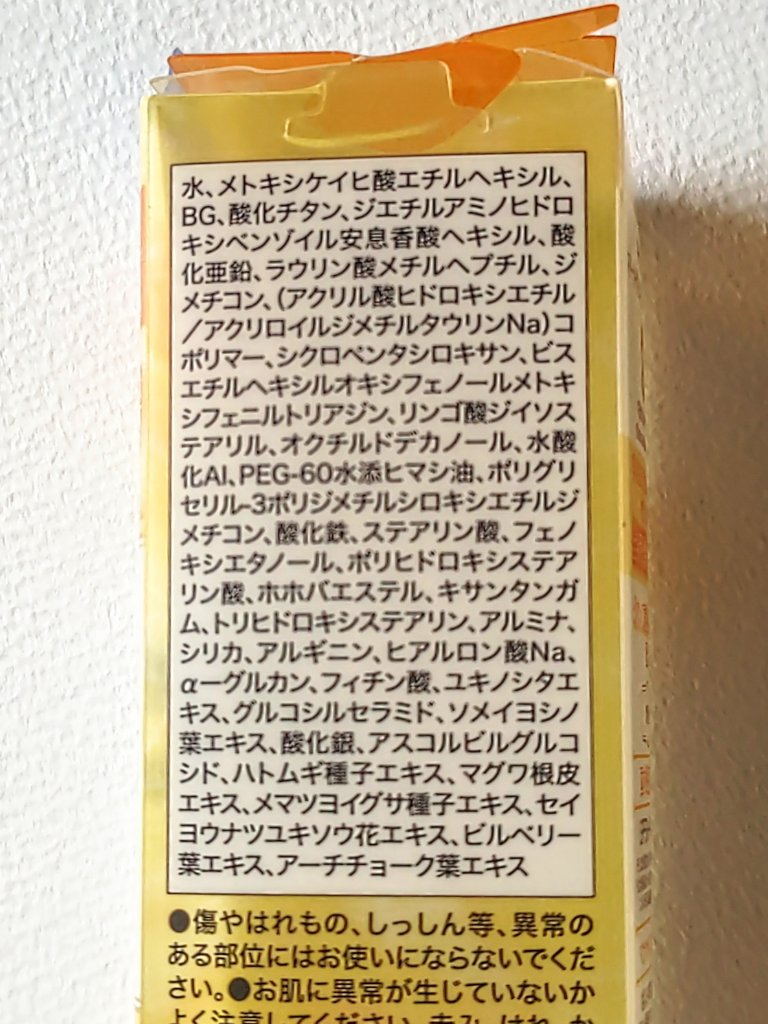 水、メトキシケイヒ酸エチルヘキシル、
BG、酸化チタン、ジエチルアミノヒドロ
キシベンゾイル安息香酸ヘキシル、酸
化亜鉛、ラウリン酸メチルヘプチル、ジ
メチコン、(アクリル酸ヒドロキシエチル
/アクリロイルジメチルタウリンNa)コ
ポリマー、シクロペンタシロキサン、ビス
エチルヘキシルオキシフェノールメトキ
シフェニルトリアジン、リンゴ酸ジイソス
テアリル、オクチルドデカノール、水酸
化Al、PEG-60水添ヒマシ油、ポリグリ
セリル-3ポリジメチルシロキシエチルジ
メチコン、酸化鉄、ステアリン酸、フェノ
キシエタノール、ポリヒドロキシステア
リン酸、ホホバエステル、キサンタンガ
ム、トリヒドロキシステアリン、アルミナ、
シリカ、アルギニン、ヒアルロン酸Na、
α-グルカン、フィチン酸、ユキノシタエ
キス、グルコシルセラミド、ソメイヨシノ
葉エキス、酸化銀、アスコルビルグルコ
シド、ハトムギ種子エキス、マグワ根皮
エキス、メマツヨイグサ種子エキス、セイ
ヨウナツユキソウ花エキス、ビルベリー
葉エキス、アーチチョーク葉エキス
●傷やはれもの、しっしん等、異常の
ある部位にはお使いにならないでくだ
さい。●お肌に異常が生じていないか
よく注意してください。赤み、はれ、か